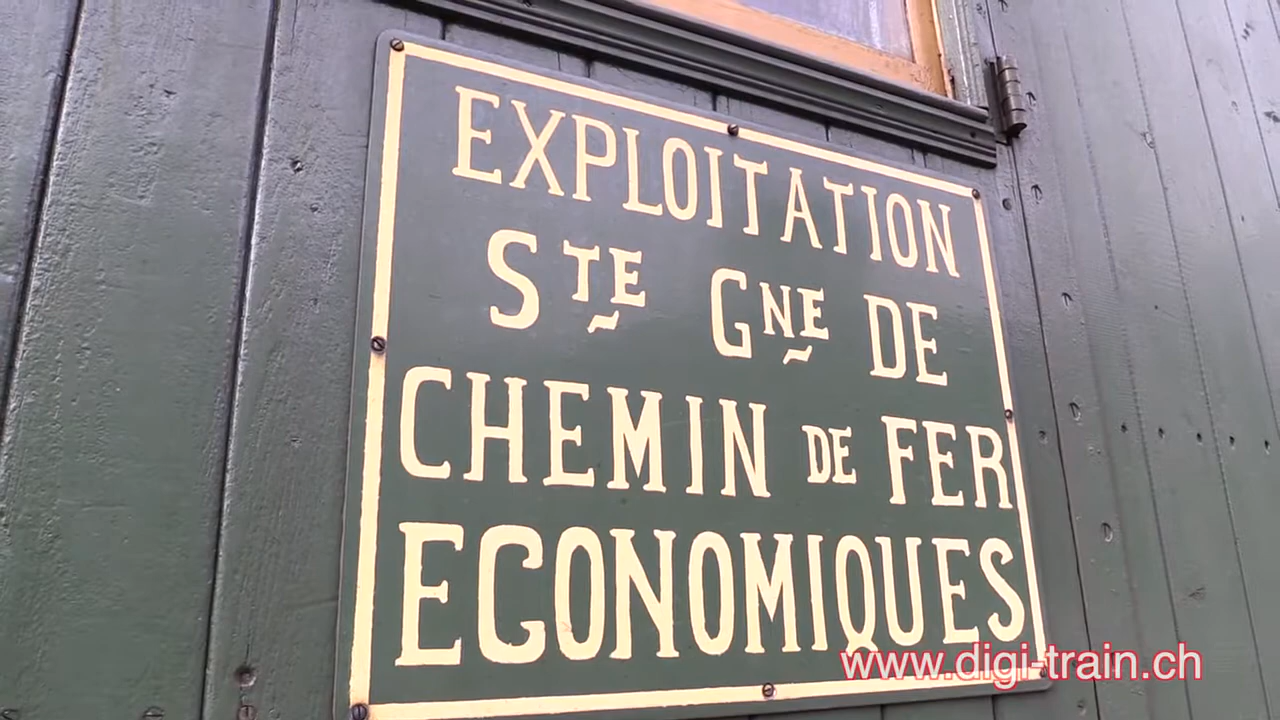 EXPLOITATION
STE GNE DE
CHEMIN DE FER
ECONOMIQUES
www.digi-train.ch